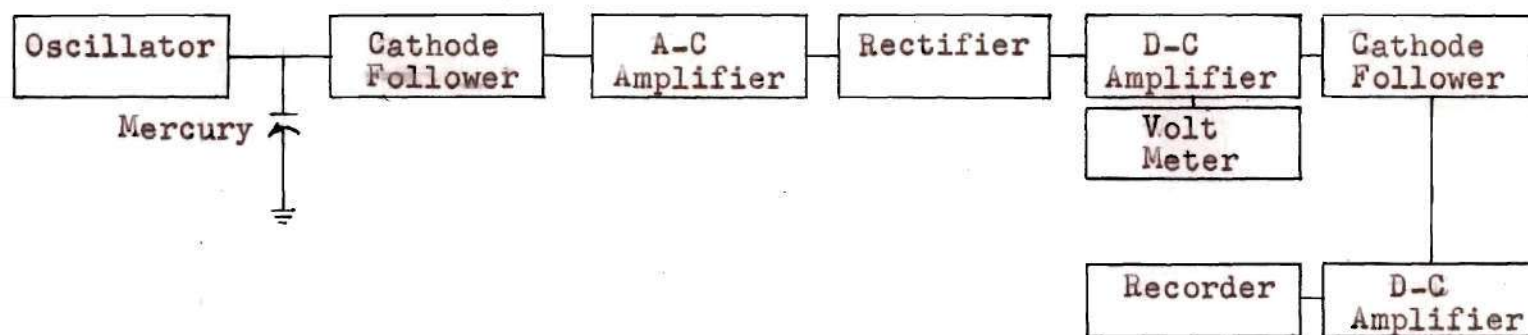 Oscillator
Cathode
Follower
A-C
Amplifier
Rectifier
D-C
Amplifier
Cathode
Follower
Mercury
Volt
Meter
Recorder
D-C
Amplifier